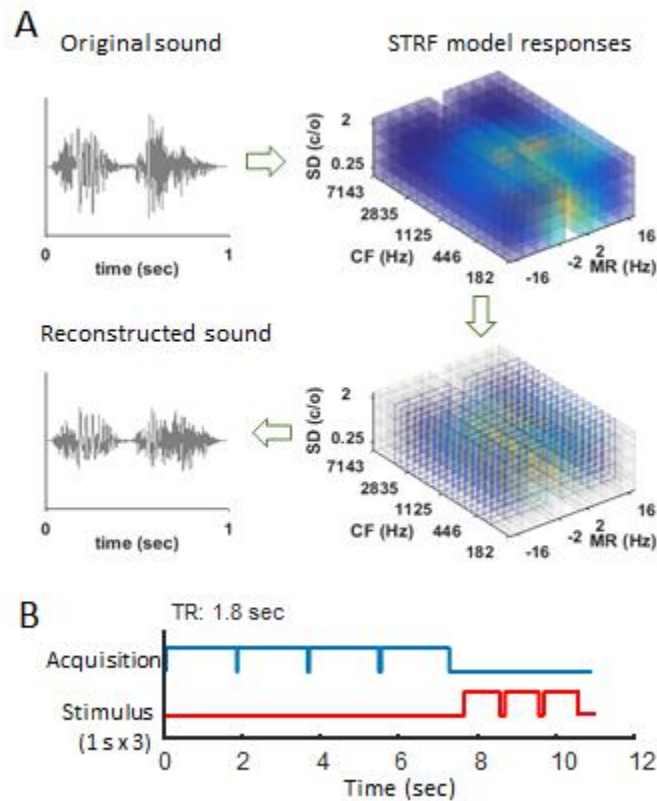 A
Original sound
STRF model responses
2
SD (c/o)
0.25
7143
2835
1125
CF (Hz)
446
182
-16
-2
2
MR (Hz)
16
0
1
time (sec)
Reconstructed sound
2
SD (c/o)
0.25
7143
2835
1125
CF (Hz)
446
182
-16
-2
2
MR (Hz)
16
0
1
time (sec)
B
TR: 1.8 sec
Acquisition
Stimulus
(1 s x 3)
0 2 4 6 8 10 12
Time (sec)